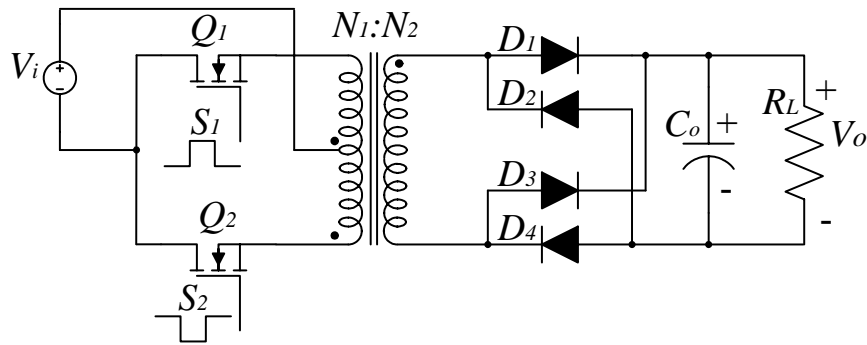 Q1
N1:N2
D1
Vi
+
-
S1
D2
Co
+
-
RL
+
Vo
-
Q2
D3
D4
S2